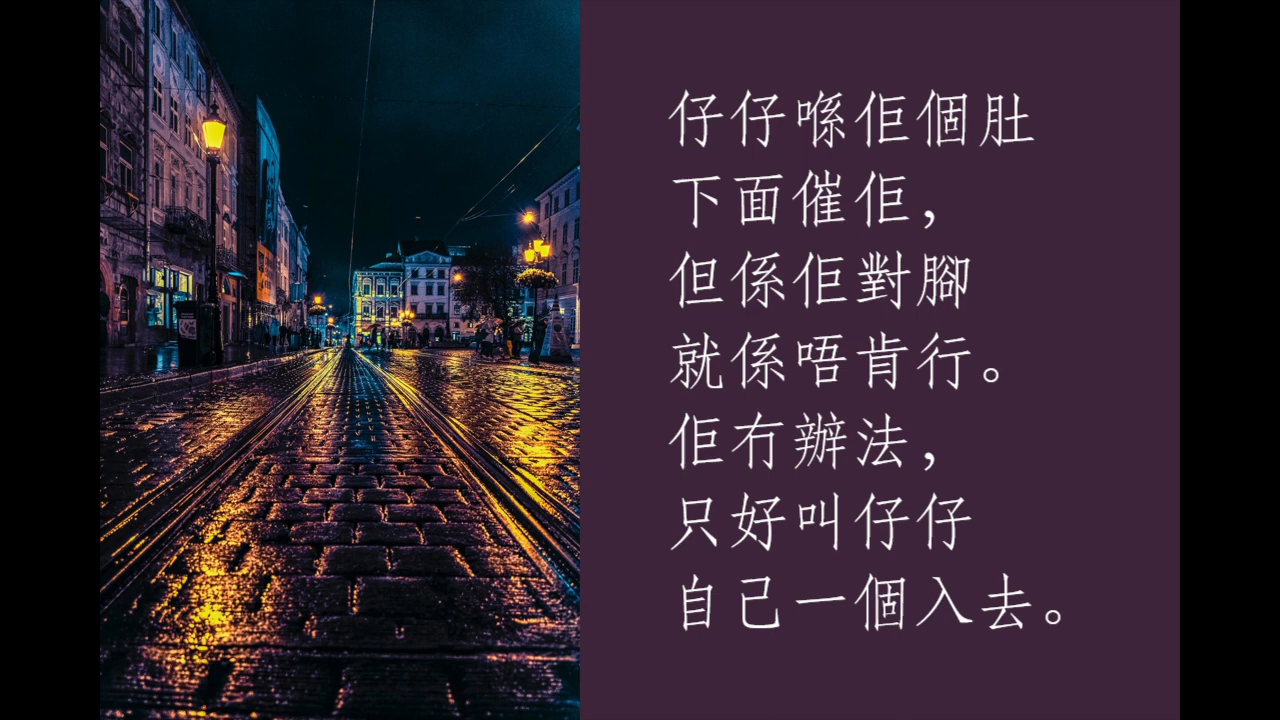 仔仔喺佢個肚
下面催佢，
但係佢對腳
就係唔肯行。
佢冇辦法，
只好叫仔仔
自己一個入去。